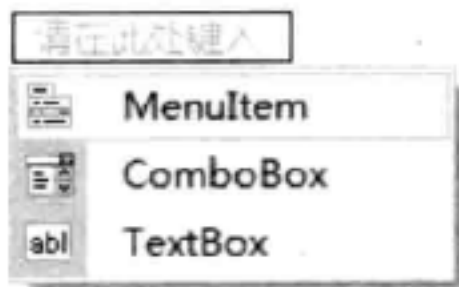 请在此处键入
MenuItem
ComboBox
abl TextBox